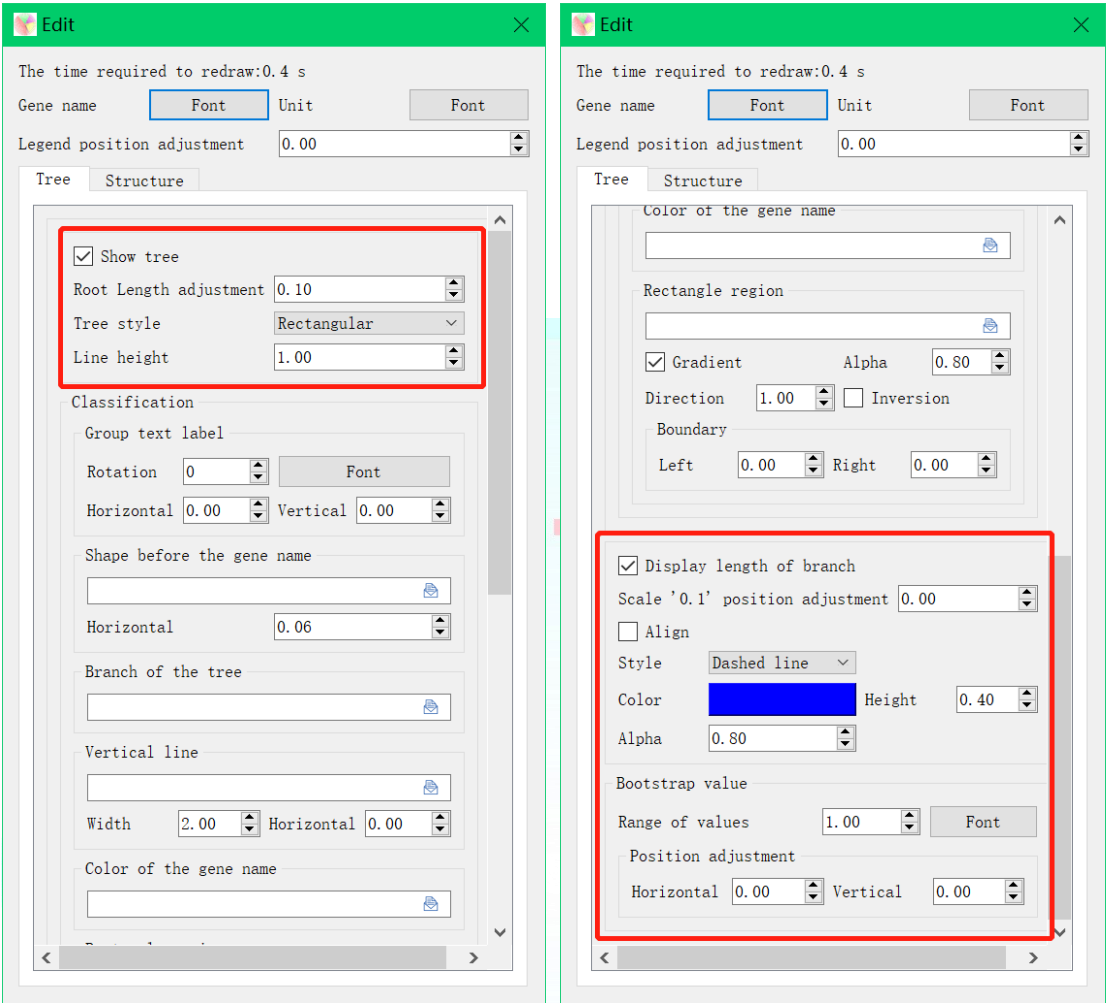 Edit
The time required to redraw:0.4 s
Gene name Font Unit Font
Legend position adjustment 0.00
Tree Structure
Show tree
Root Length adjustment 0.10
Tree style Rectangular
Line height 1.00
Classification
Group text label
Rotation 0 Font
Horizontal 0.00 Vertical 0.00
Shape before the gene name
Horizontal 0.06
Branch of the tree
Vertical line
Width 2.00 Horizontal 0.00
Color of the gene name
Edit
The time required to redraw:0.4 s
Gene name Font Unit Font
Legend position adjustment 0.00
Tree Structure
Color of the gene name
Rectangle region
Gradient Alpha 0.80
Direction 1.00 Inversion
Boundary
Left 0.00 Right 0.00
Display length of branch
Scale '0.1' position adjustment 0.00
Align
Style Dashed line
Color Height 0.40
Alpha 0.80
Bootstrap value
Range of values 1.00 Font
Position adjustment
Horizontal 0.00 Vertical 0.00